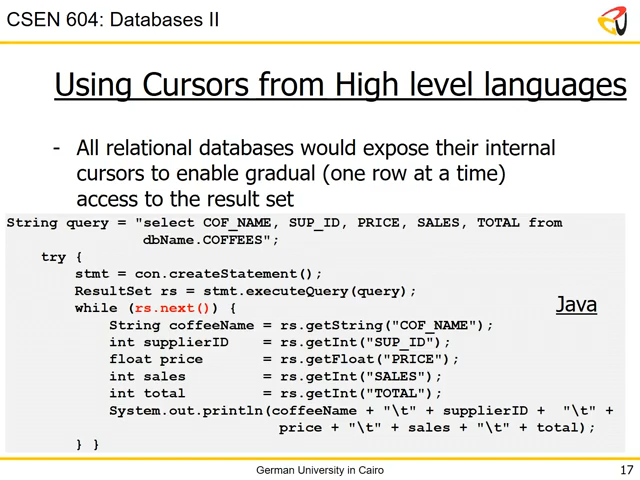 CSEN 604: Databases II
Using Cursors from High level languages
- All relational databases would expose their internal
cursors to enable gradual (one row at a time)
access to the result set
String query = "select COF_NAME, SUP_ID, PRICE, SALES, TOTAL from
dbName.COFFEES";
try {
stmt = con.createStatement();
ResultSet rs = stmt.executeQuery(query);
while (rs.next()) {
Java
String coffeeName = rs.getString("COF_NAME");
int supplierID = rs.getInt("SUP_ID");
float price = rs.getFloat("PRICE");
int sales = rs.getInt("SALES");
int total = rs.getInt("TOTAL");
System.out.println(coffeeName + "\t" + supplierID + "\t" +
price + "\t" + sales + "\t" + total);
} }
German University in Cairo
17